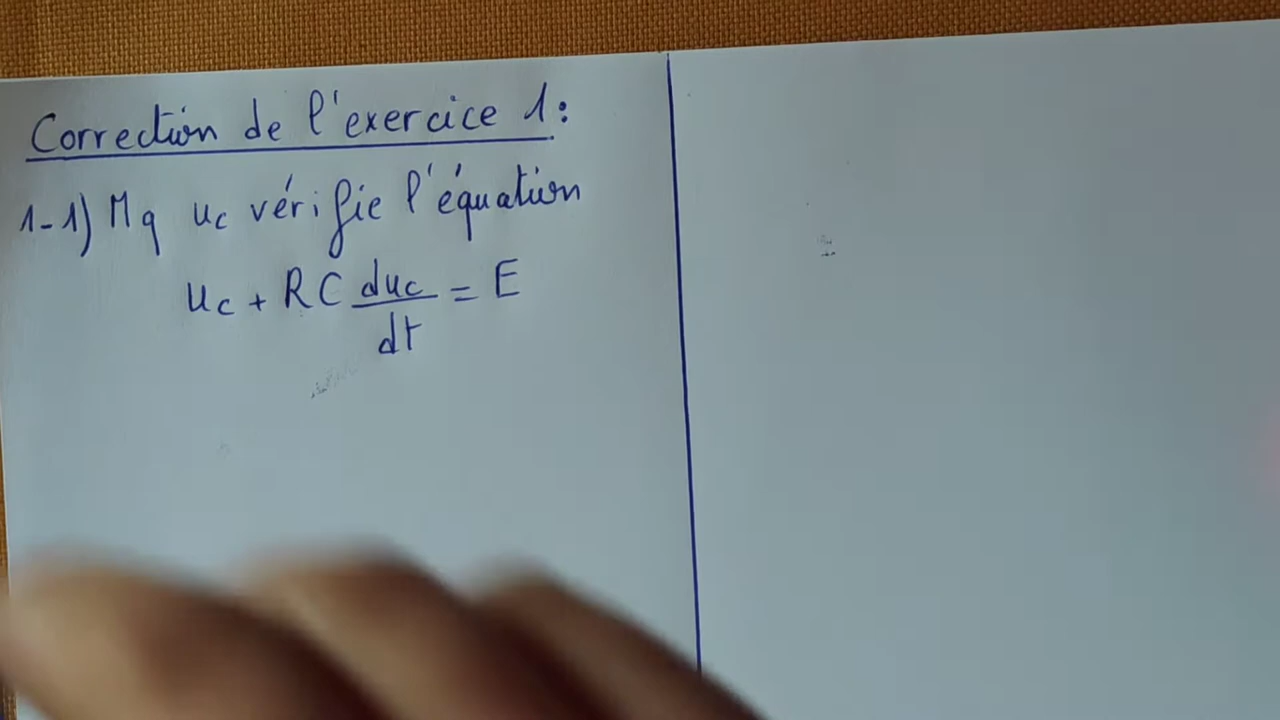 Correction de l'exercice 1:
1-1) Mq uc vérifie l'équation
uc + RC duc/dt = E